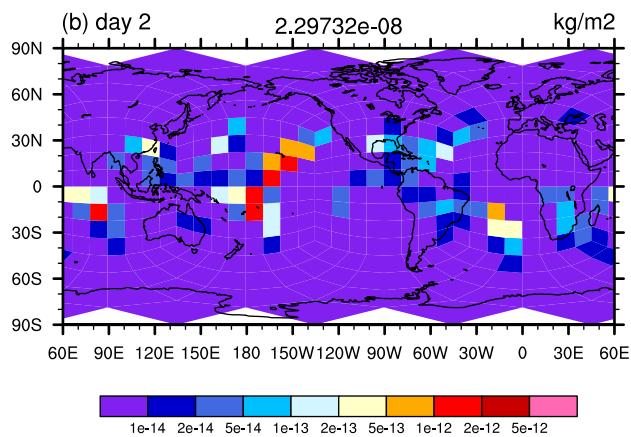 (b) day 2 2.29732e-08 kg/m2
90N
60N
30N
0
30S
60S
90S
60E 90E 120E 150E 180 150W 120W 90W 60W 30W 0 30E 60E
1e-14 2e-14 5e-14 1e-13 2e-13 5e-13 1e-12 2e-12 5e-12